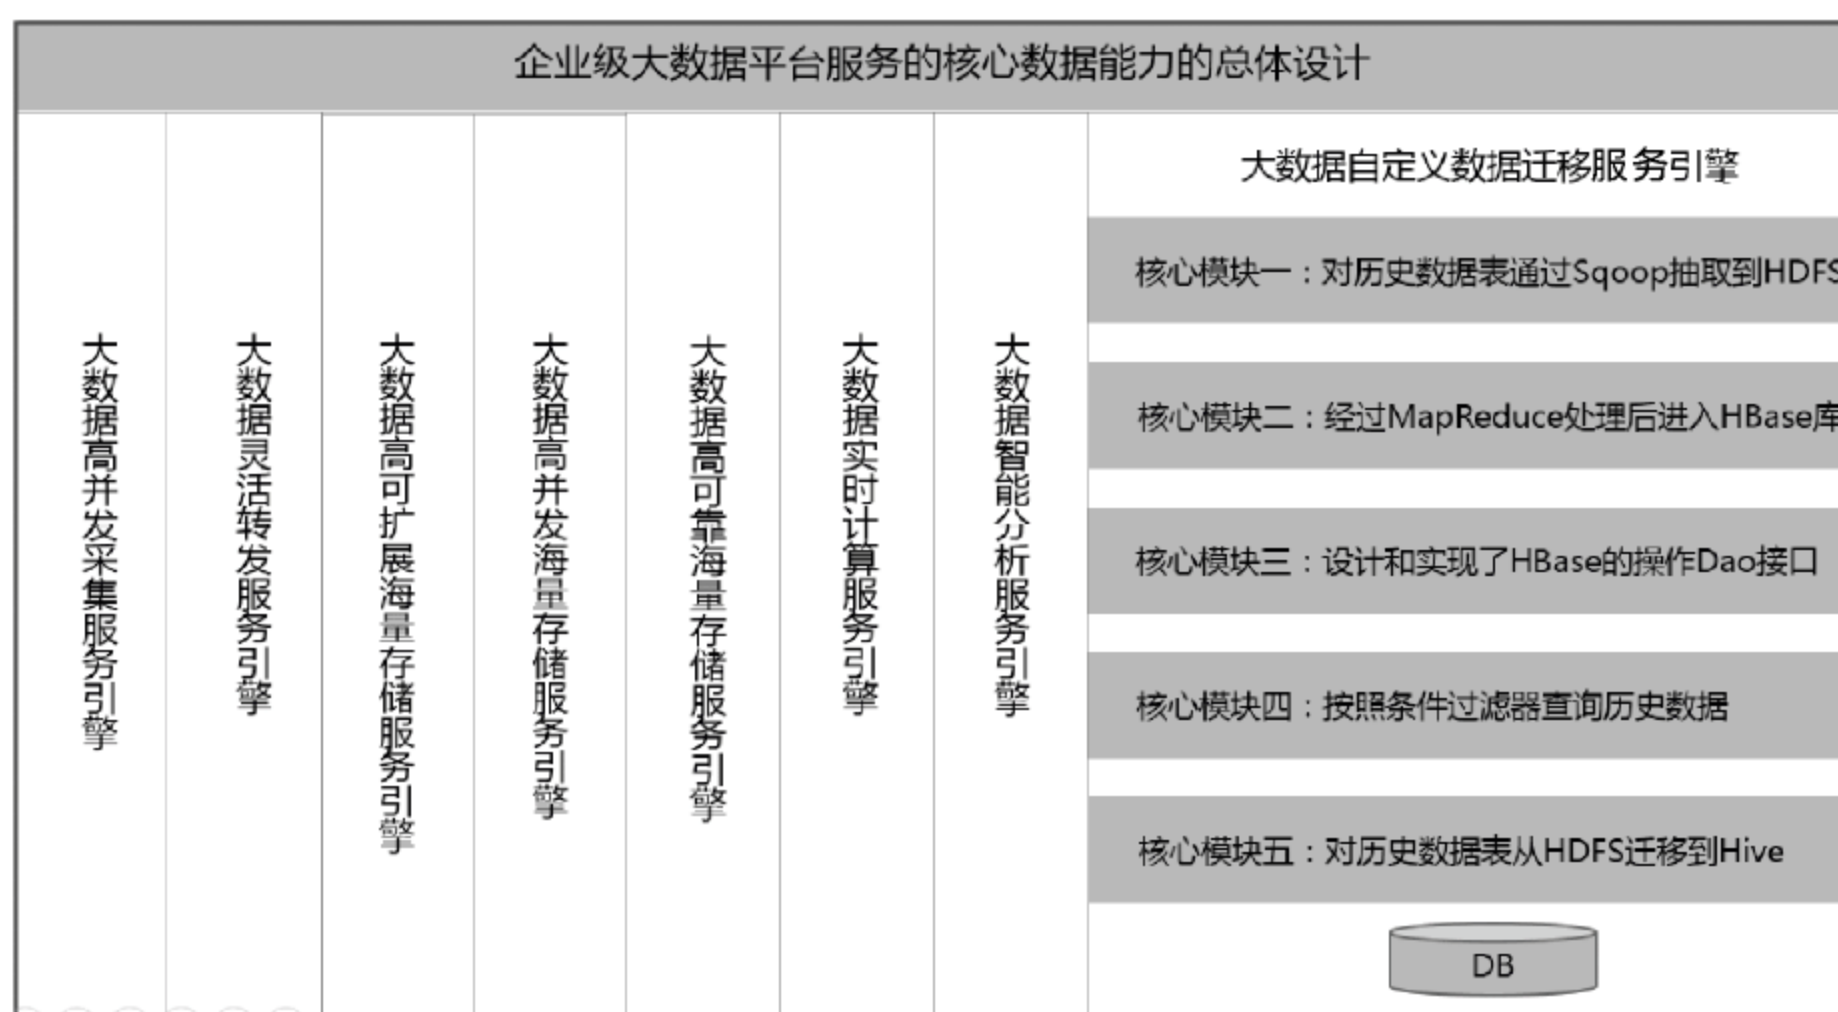 企业级大数据平台服务的核心数据能力的总体设计
大数据高并发采集服务引擎
大数据灵活转发服务引擎
大数据高可扩展海量存储服务引擎
大数据高并发海量存储服务引擎
大数据高可靠海量存储服务引擎
大数据实时计算服务引擎
大数据智能分析服务引擎
大数据自定义数据迁移服务引擎
核心模块一：对历史数据表通过Sqoop抽取到HDFS
核心模块二：经过MapReduce处理后进入HBase库
核心模块三：设计和实现了HBase的操作Dao接口
核心模块四：按照条件过滤器查询历史数据
核心模块五：对历史数据表从HDFS迁移到Hive
DB